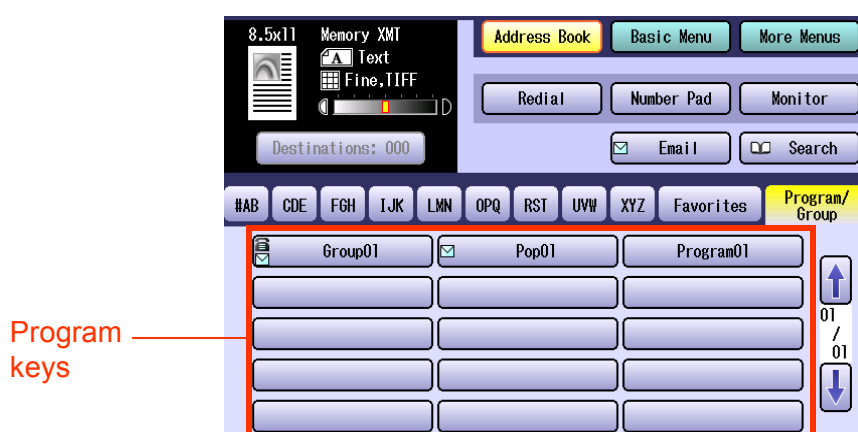 8.5x11 Memory XMT
A Text
Fine,TIFF
D
Destinations: 000
Address Book Basic Menu More Menus
Redial Number Pad Monitor
Email Search
#AB CDE FGH IJK LMN OPQ RST UVW XYZ Favorites Program/
Group
Group01 Pop01 Program01
01
/
01
Program
keys